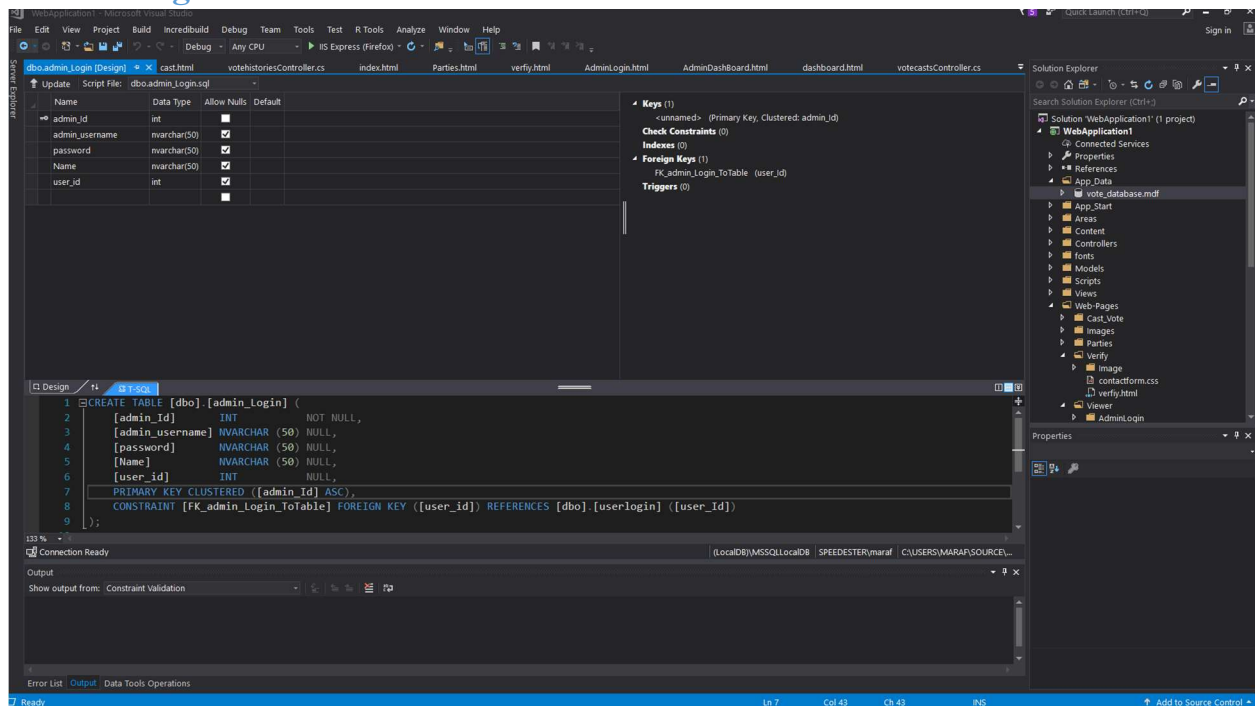 WebApplication1 - Microsoft Visual Studio
5
Quick Launch (Ctrl+Q)
File Edit View Project Build Incredibuild Debug Team Tools Test R Tools Analyze Window Help
Sign in
Debug Any CPU IIS Express (Firefox)
Server Explorer
dbo.admin_Login [Design] cast.html votehistoriesController.cs index.html Parties.html verfiy.html AdminLogin.html AdminDashBoard.html dashboard.html votecastsController.cs
Update Script File: dbo.admin_Login.sql
Name Data Type Allow Nulls Default
admin_Id int
admin_username nvarchar(50)
password nvarchar(50)
Name nvarchar(50)
user_id int
Keys (1)
<unnamed> (Primary Key, Clustered: admin_Id)
Check Constraints (0)
Indexes (0)
Foreign Keys (1)
FK_admin_Login_ToTable (user_Id)
Triggers (0)
Design T-SQL
1 CREATE TABLE [dbo].[admin_Login] (
2 [admin_Id] INT NOT NULL,
3 [admin_username] NVARCHAR (50) NULL,
4 [password] NVARCHAR (50) NULL,
5 [Name] NVARCHAR (50) NULL,
6 [user_id] INT NULL,
7 PRIMARY KEY CLUSTERED ([admin_Id] ASC),
8 CONSTRAINT [FK_admin_Login_ToTable] FOREIGN KEY ([user_id]) REFERENCES [dbo].[userlogin] ([user_Id])
9 );
133 %
Connection Ready (LocalDB)\MSSQLLocalDB SPEEDESTER\maraf C:\USERS\MARAF\SOURCE\...
Output
Show output from: Constraint Validation
Error List Output Data Tools Operations
Solution Explorer
Search Solution Explorer (Ctrl+;)
Solution 'WebApplication1' (1 project)
WebApplication1
Connected Services
Properties
References
App_Data
vote_database.mdf
App_Start
Areas
Content
Controllers
fonts
Models
Scripts
Views
Web-Pages
Cast_Vote
Images
Parties
Verify
Image
contactform.css
verfiy.html
Viewer
AdminLogin
Properties
Ready Ln 7 Col 43 Ch 43 INS Add to Source Control